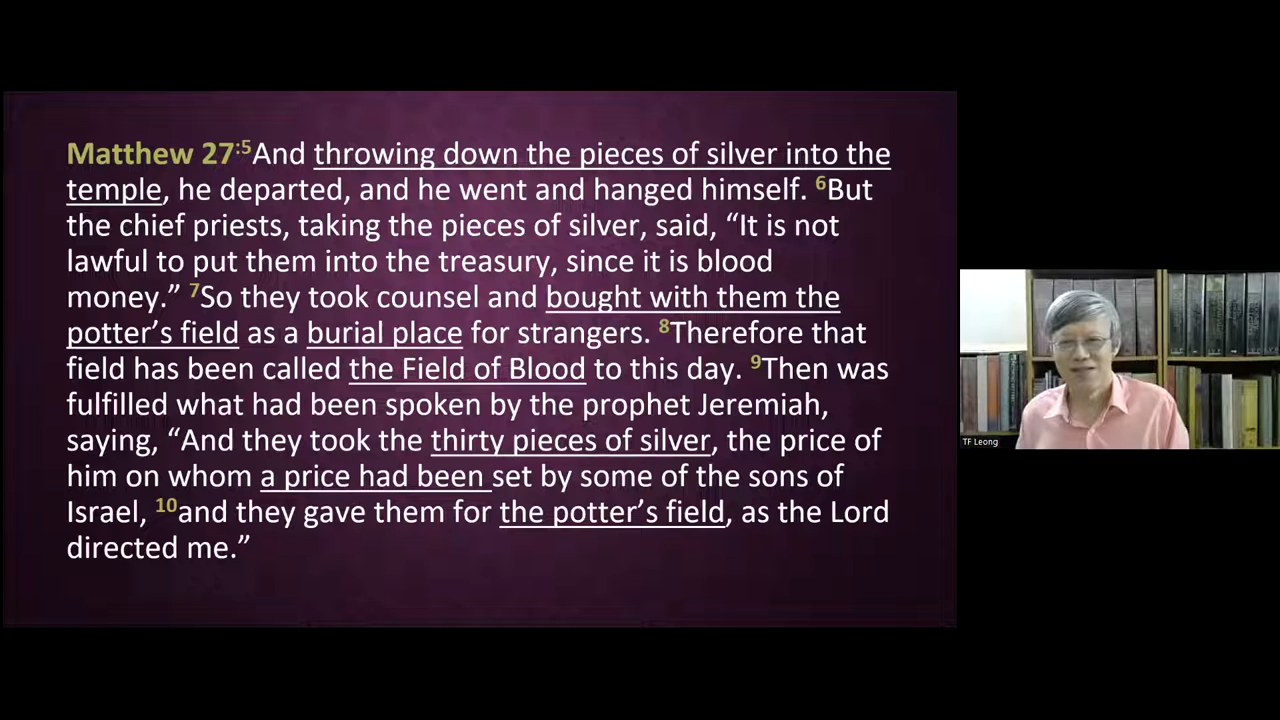 Matthew 27:5And throwing down the pieces of silver into the
temple, he departed, and he went and hanged himself. 6But
the chief priests, taking the pieces of silver, said, “It is not
lawful to put them into the treasury, since it is blood
money.” 7So they took counsel and bought with them the
potter’s field as a burial place for strangers. 8Therefore that
field has been called the Field of Blood to this day. 9Then was
fulfilled what had been spoken by the prophet Jeremiah,
saying, “And they took the thirty pieces of silver, the price of
him on whom a price had been set by some of the sons of
Israel, 10and they gave them for the potter’s field, as the Lord
directed me.”
TF Leong